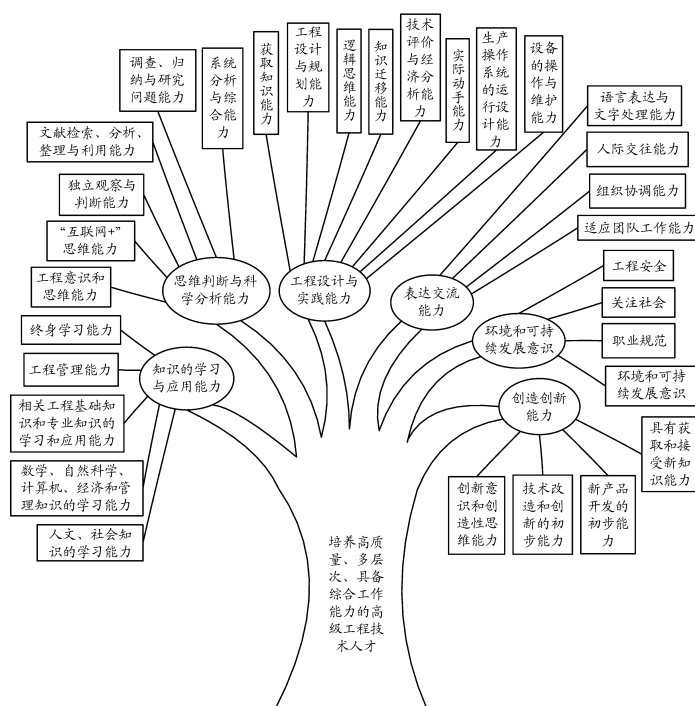 调查、归
纳与研究
问题能力
系统
分析
与综
合能
力
获
取
知
识
能
力
工程
设计
与规
划能
力
逻
辑
思
维
能
力
知
识
迁
移
能
力
技术
评价
与经
济分
析能
力
实
际
动
手
能
力
生产
操作
系统
的运
行设
计能
力
设备
的操
作与
维护
能力
语言表达与
文字处理能力
文献检索、分析、
整理与利用能力
人际交往能力
独立观察与
判断能力
组织协调能力
“互联网+”
思维能力
适应团队工作能力
工程意识和
思维能力
思维判断与科
学分析能力
工程设计与
实践能力
表达交流
能力
工程安全
关注社会
终身学习能力
环境和可持
续发展意识
职业规范
工程管理能力
知识的学习
与应用能力
环境和可持
续发展意识
相关工程基础知
识和专业知识的
学习和应用能力
创造创新
能力
具有获
取和接
受新知
识能力
数学、自然科学、
计算机、经济和管
理知识的学习能力
创新意
识和创
造性思
维能力
技术改
造和创
新的初
步能力
新产品
开发的
初步能
力
人文、社会知
识的学习能力
培养高质
量、多层
次、具备
综合工作
能力的高
级工程技
术人才